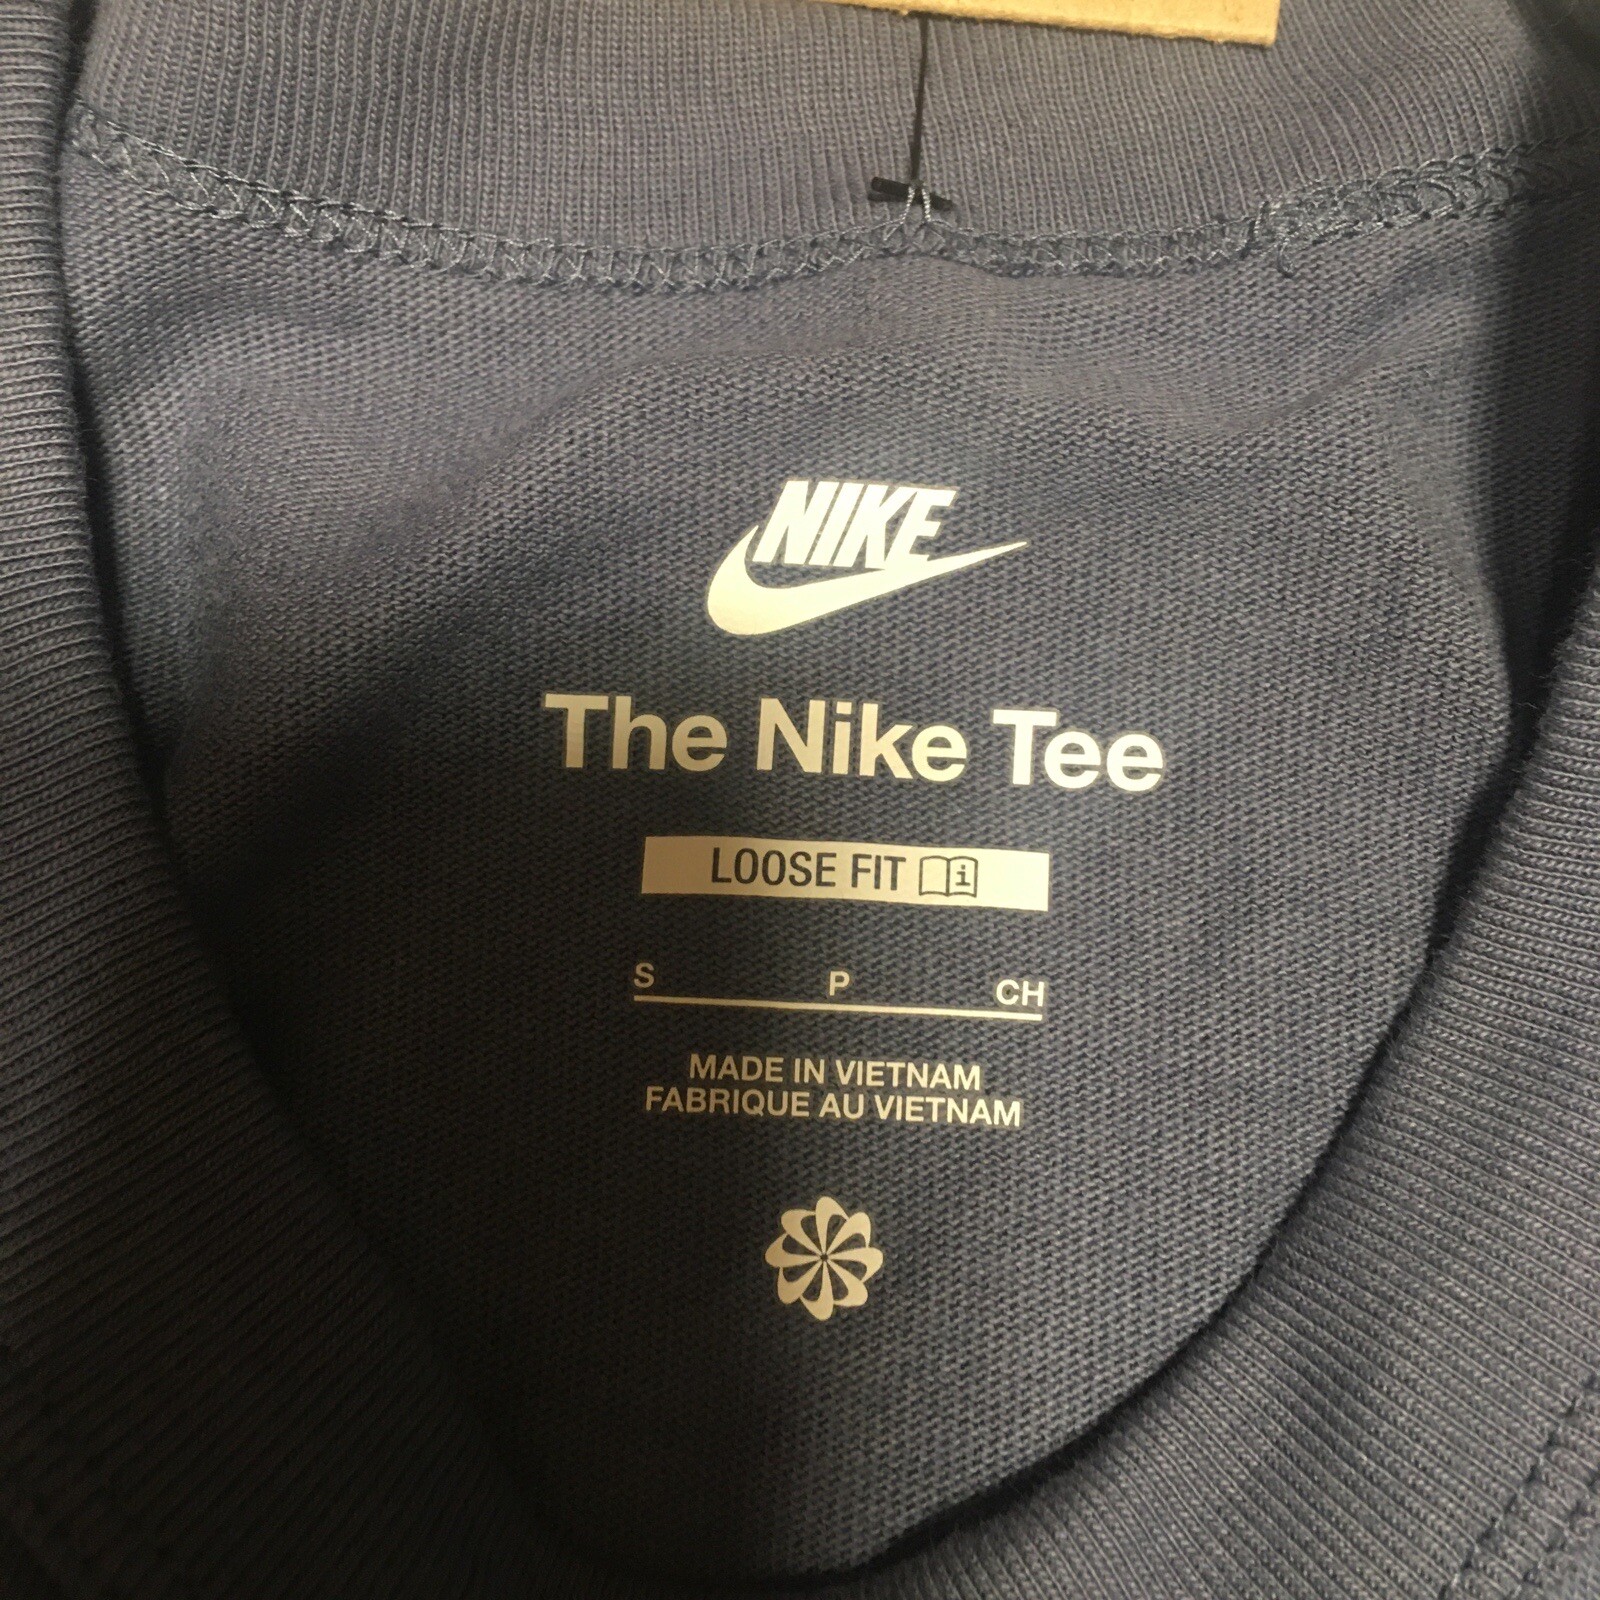 NIKE
The Nike Tee
LOOSE FIT
S P CH
MADE IN VIETNAM
FABRIQUE AU VIETNAM